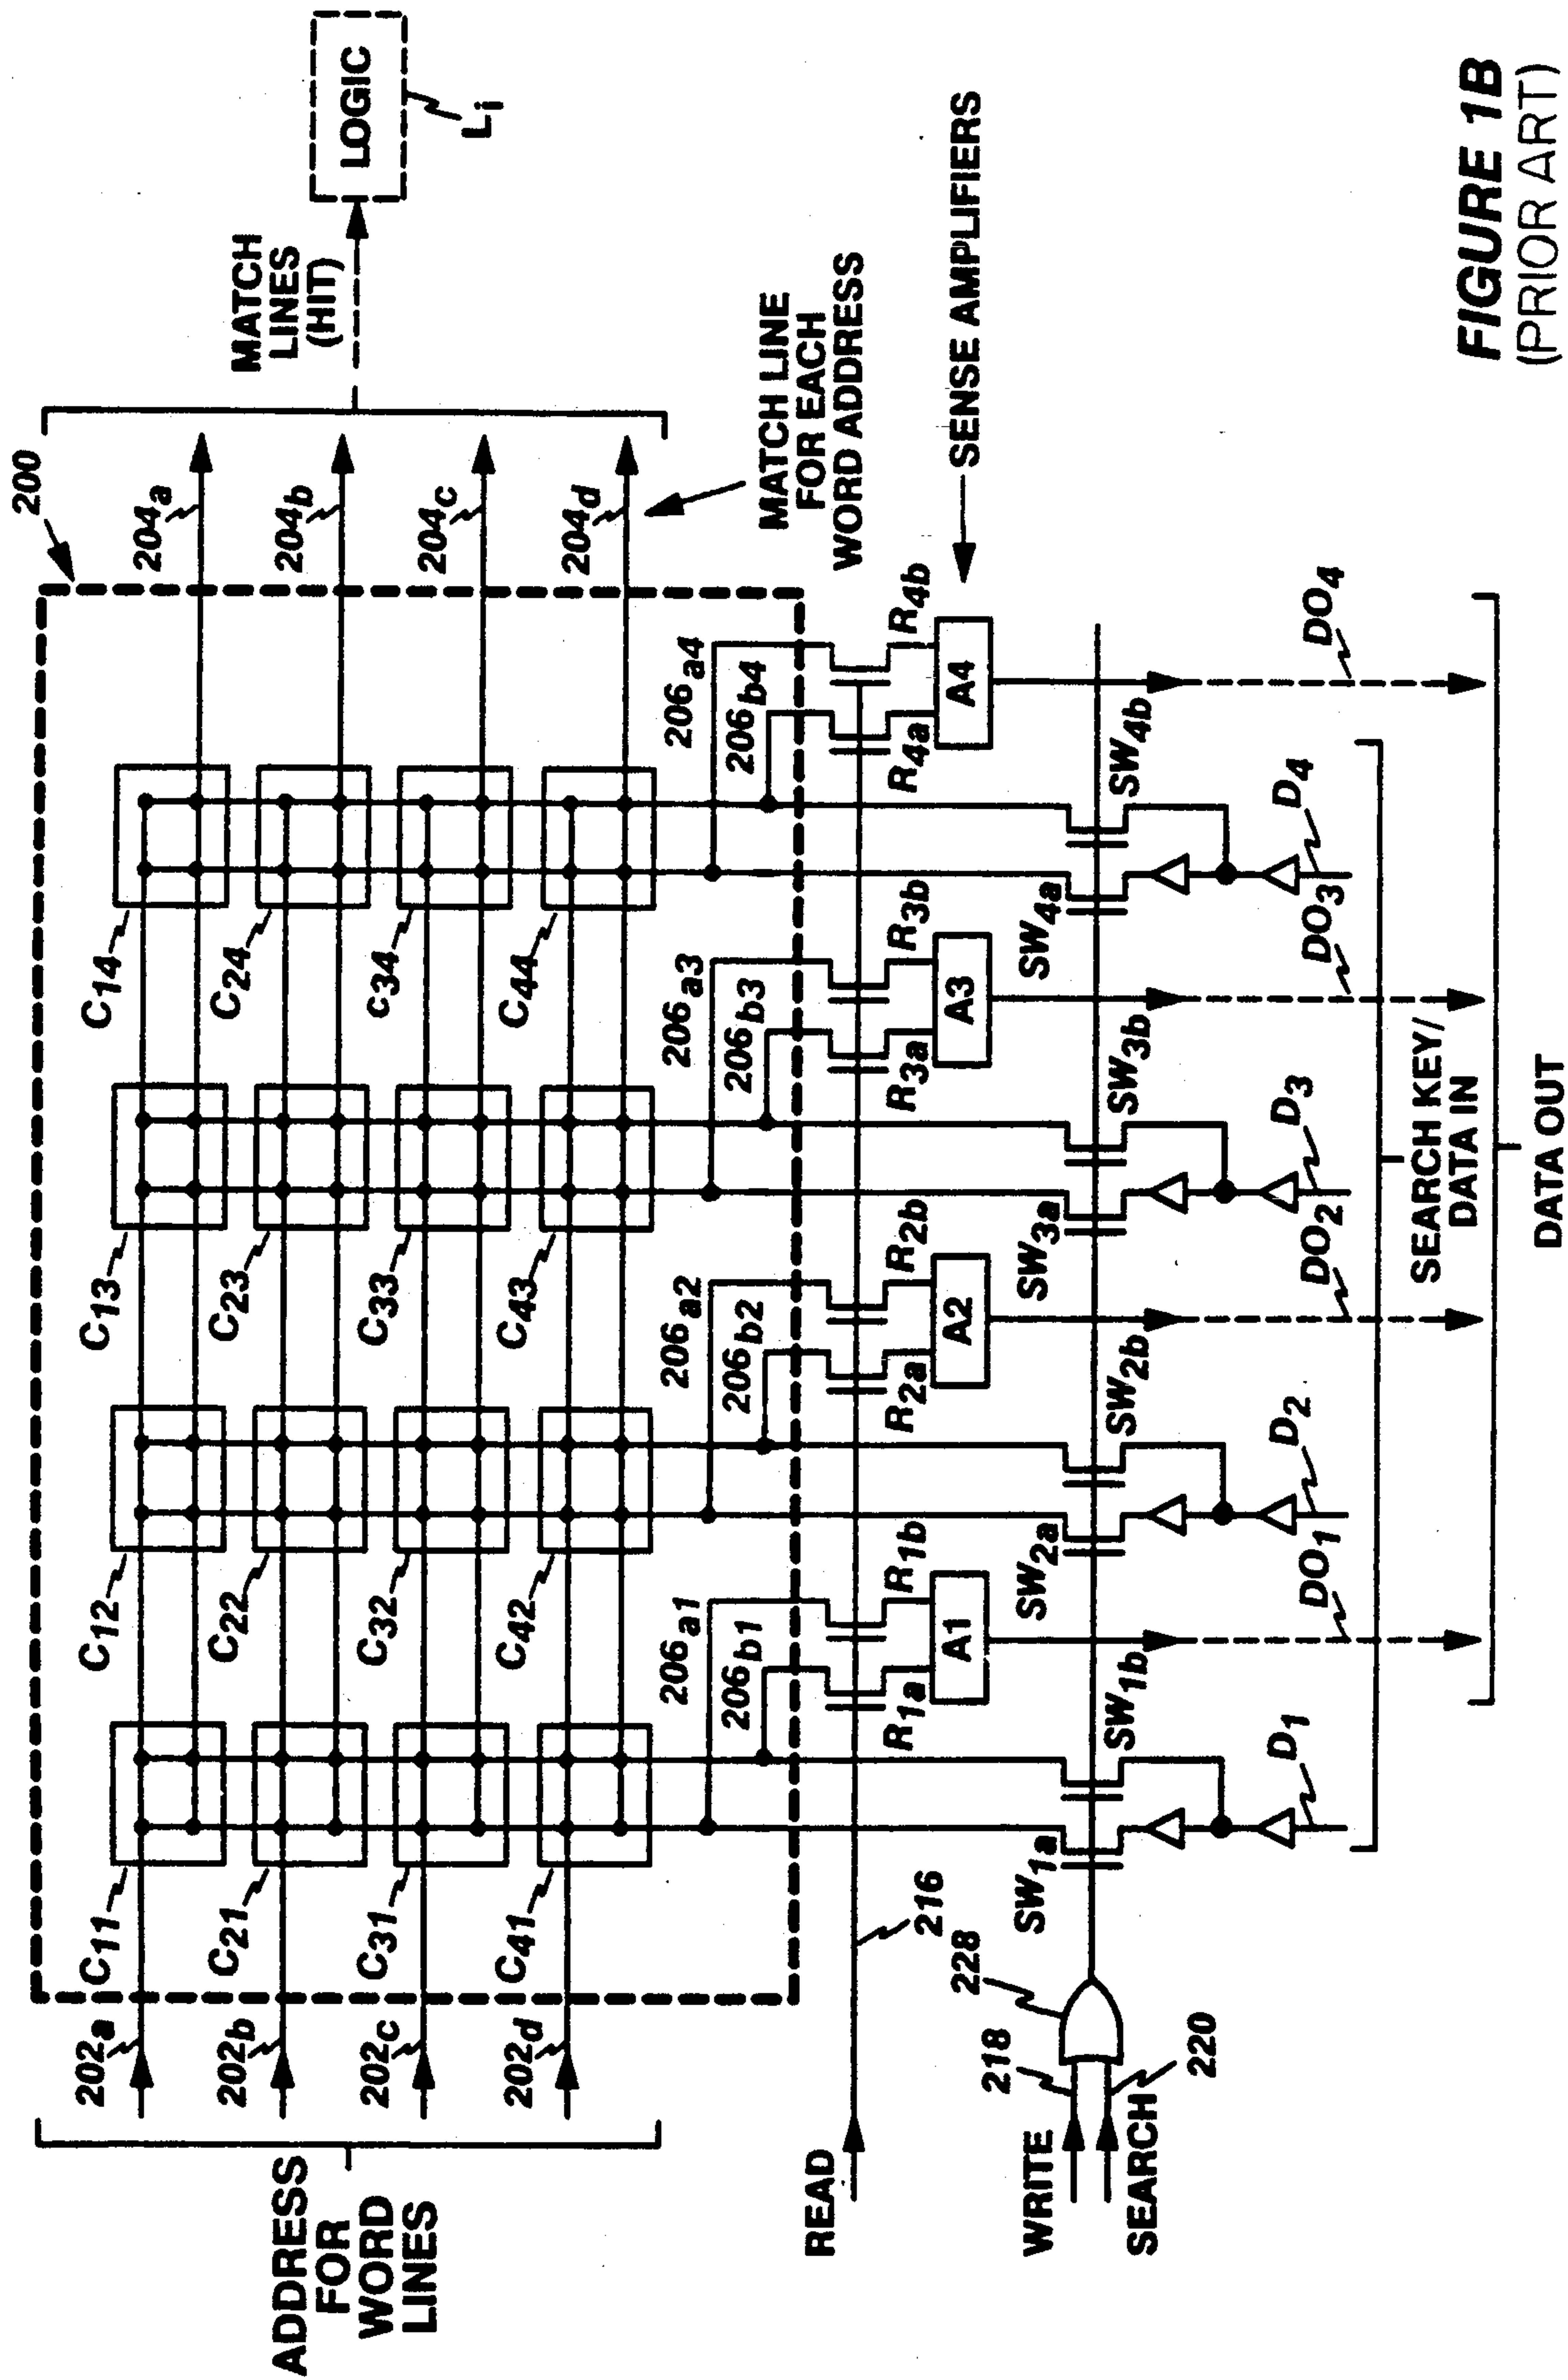 200
ADDRESS
FOR
WORD
LINES
202a
202b
202c
202d
C11
C12
C13
C14
C21
C22
C23
C24
C31
C32
C33
c34
C41
C42
C43
C44
204a
204b
204c
204d
MATCH
LINES
(HIT)
LOGIC
Li
MATCH LINE
FOR EACH
WORD ADDRESS
206a1
206b1
206a2
206b2
206a3
206b3
206a4
206b4
READ
216
R1a
R1b
R2a
R2b
R3a
R3b
R4a
R4b
A1
A2
A3
A4
SENSE AMPLIFIERS
WRITE
218
228
SEARCH
220
SW1a
SW1b
SW2a
SW2b
SW3a
SW3b
SW4a
SW4b
D1
DO1
D2
DO2
D3
DO3
D4
DO4
SEARCH KEY/
DATA IN
DATA OUT
FIGURE 1B
(PRIOR ART)